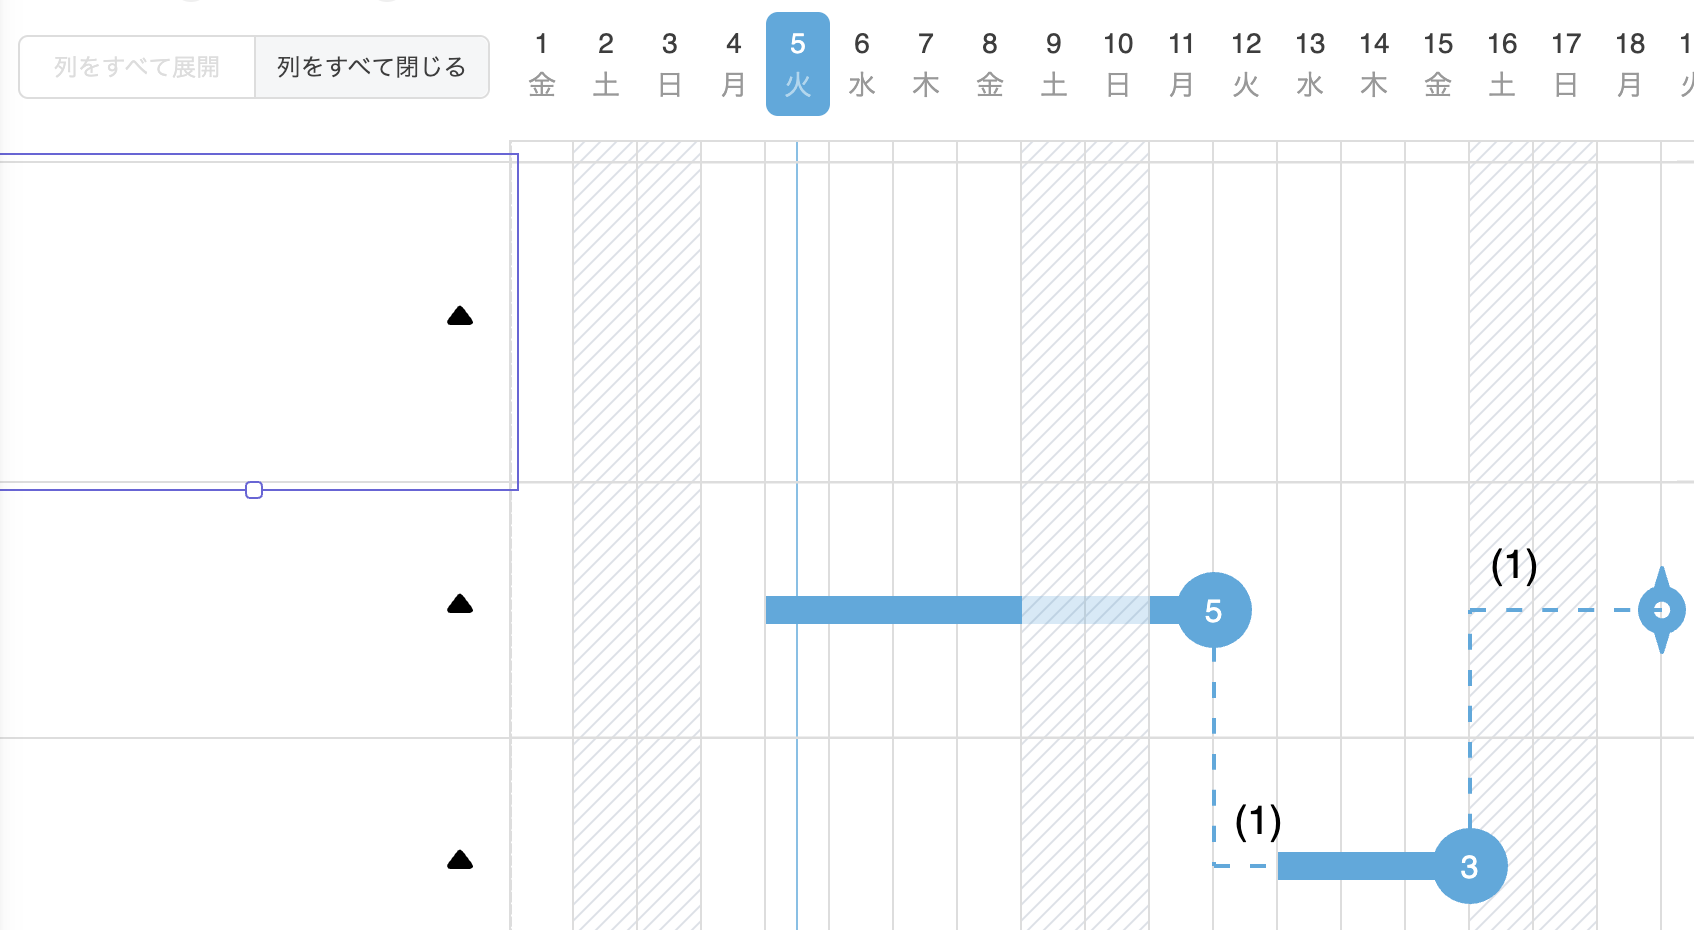 列をすべて展開 列をすべて閉じる
1 2 3 4 5 6 7 8 9 10 11 12 13 14 15 16 17 18
金 土 日 月 火 水 木 金 土 日 月 火 水 木 金 土 日 月
(1)
5
(1)
3